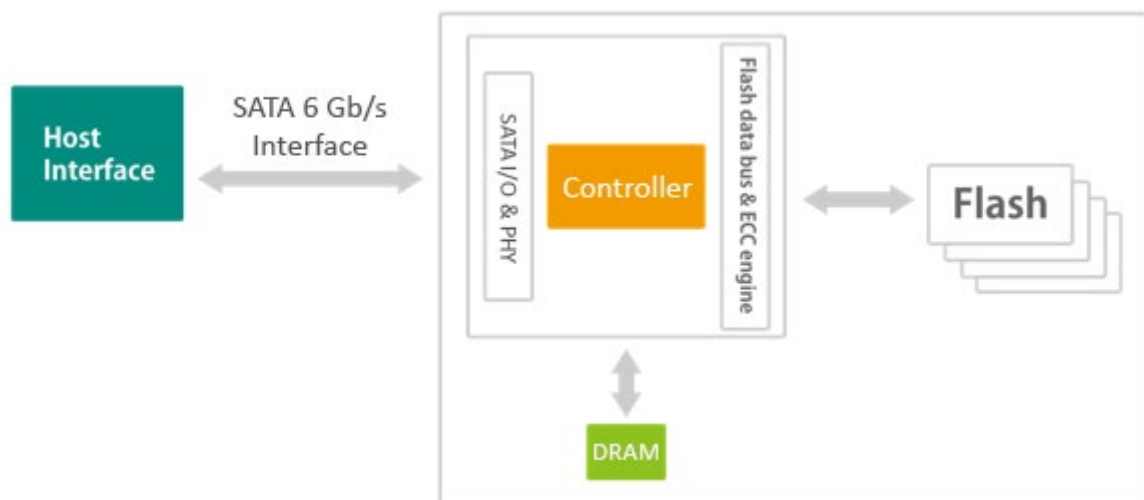 Host
Interface
SATA 6 Gb/s
Interface
SATA I/O & PHY
Controller
Flash data bus & ECC engine
Flash
DRAM